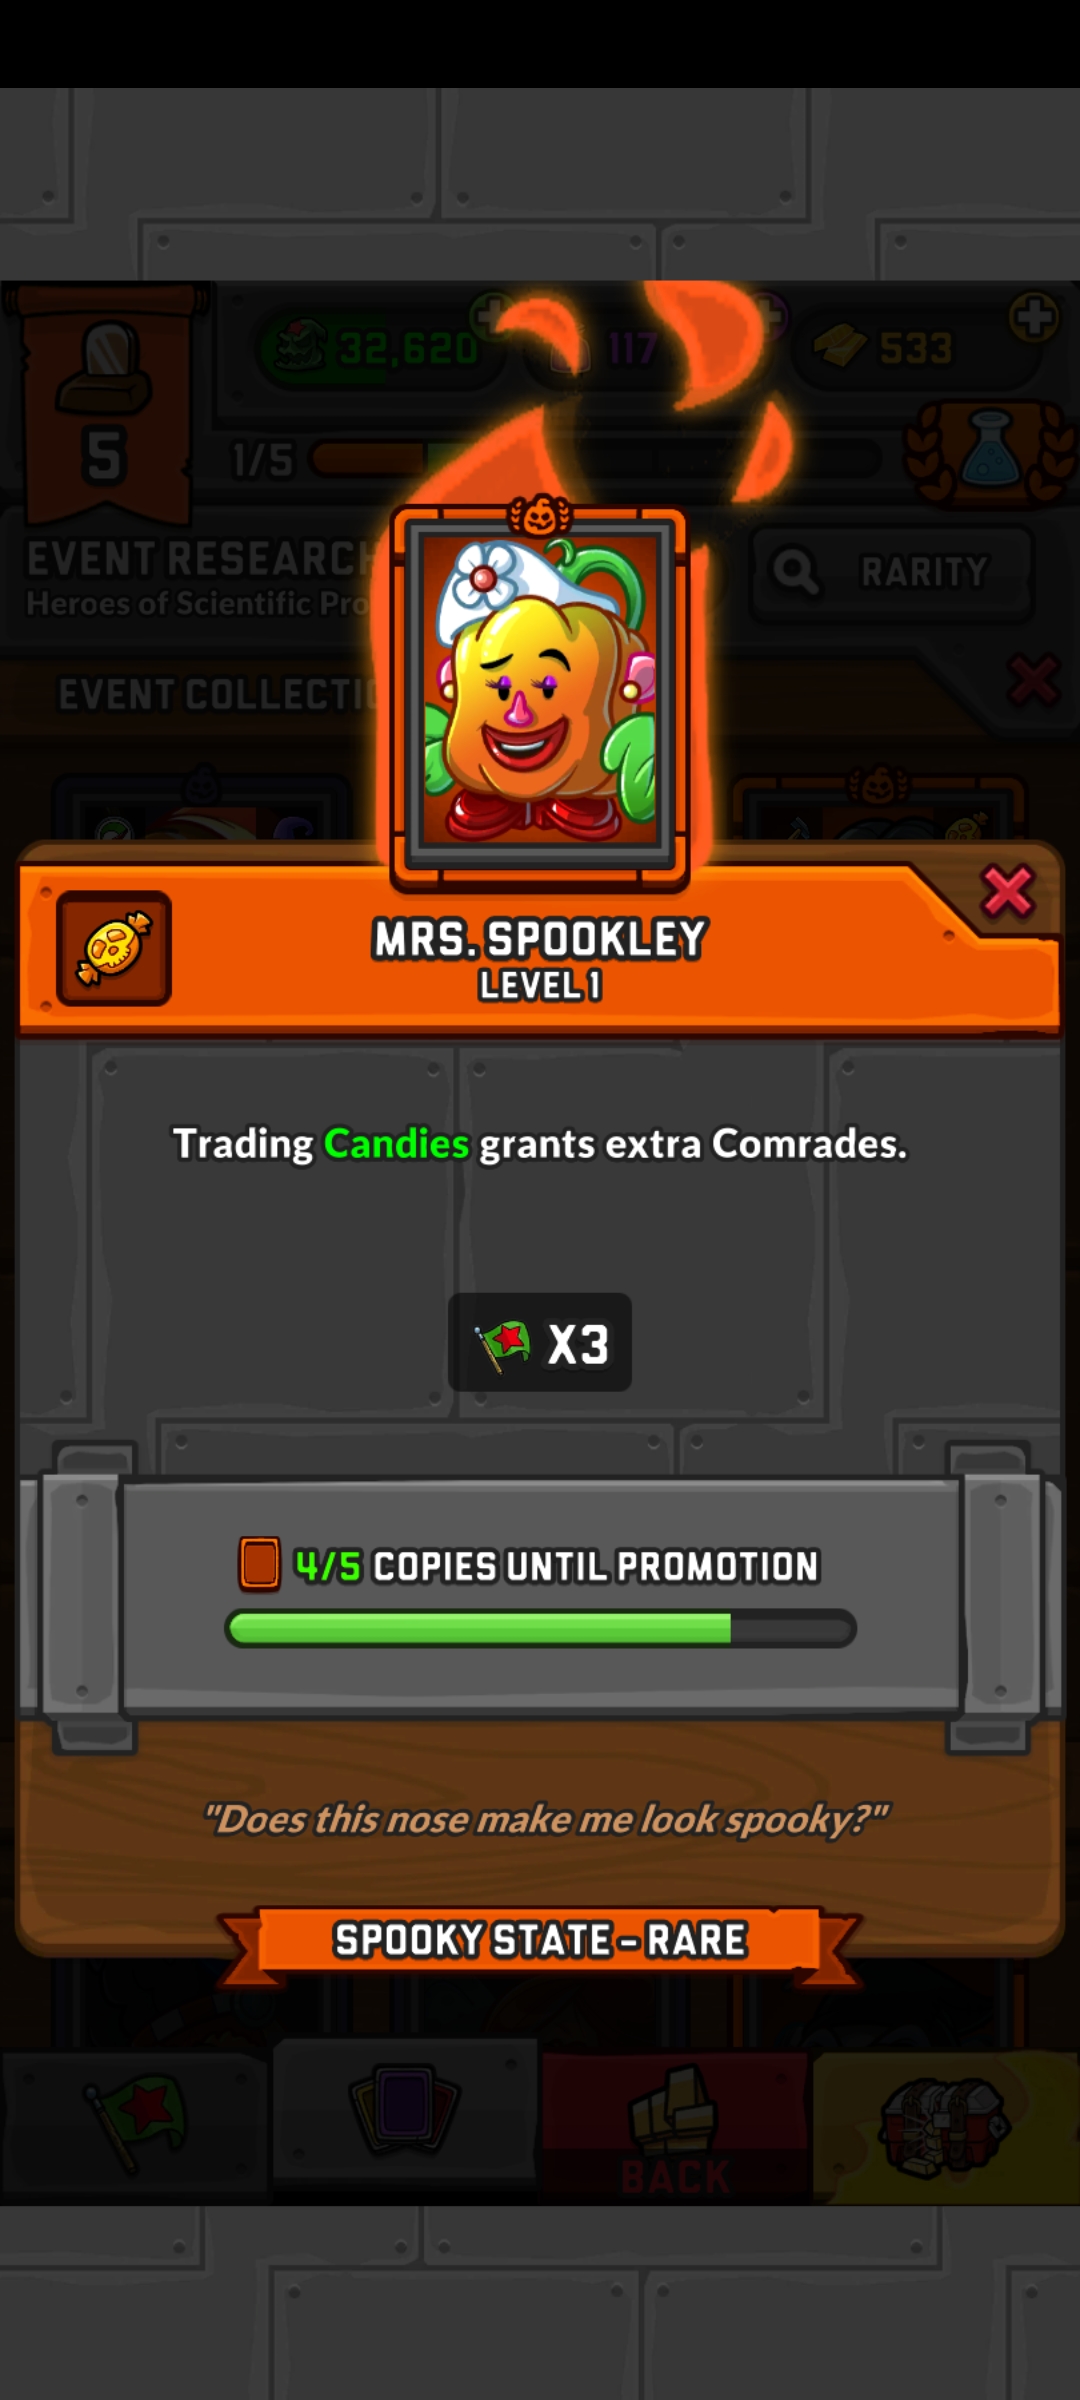 32,620
117
533
5
1/5
EVENT RESEARCH
Heroes of Scientific Pro
RARITY
EVENT COLLECTI
MRS. SPOOKLEY
LEVEL 1
Trading Candies grants extra Comrades.
X3
4/5 COPIES UNTIL PROMOTION
"Does this nose make me look spooky?"
SPOOKY STATE - RARE
BACK